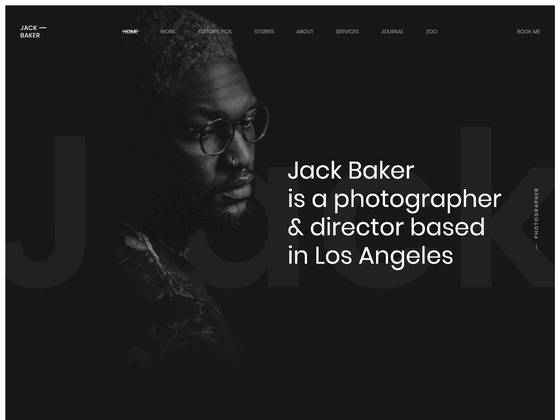 JACK —
BAKER
HOME
WORK
EDITOR'S PICK
STORIES
ABOUT
SERVICES
JOURNAL
ZOO
BOOK ME
Jack
Jack Baker
is a photographer
& director based
in Los Angeles
— PHOTOGRAPHER